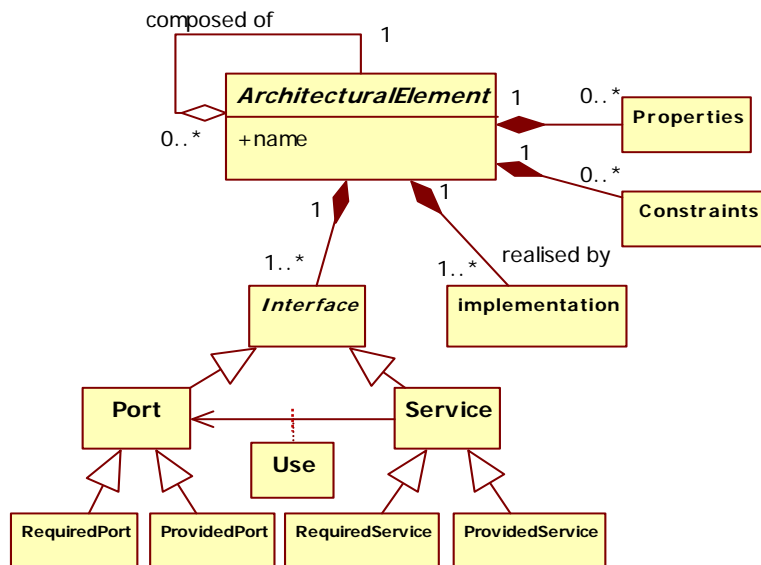 composed of
1
ArchitecturalElement
+name
0..*
1
0..*
Properties
1
0..*
Constraints
1
1..*
1
1..*
realised by
Interface
implementation
Port
Service
Use
RequiredPort
ProvidedPort
RequiredService
ProvidedService